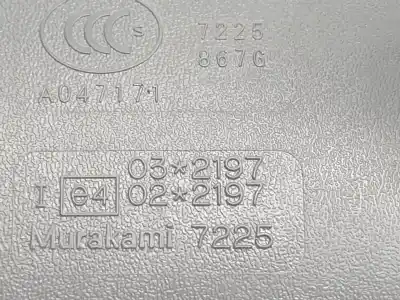 CCC S
7225
867G
A047171
03*2197
I e4 02*2197
Murakami 7225